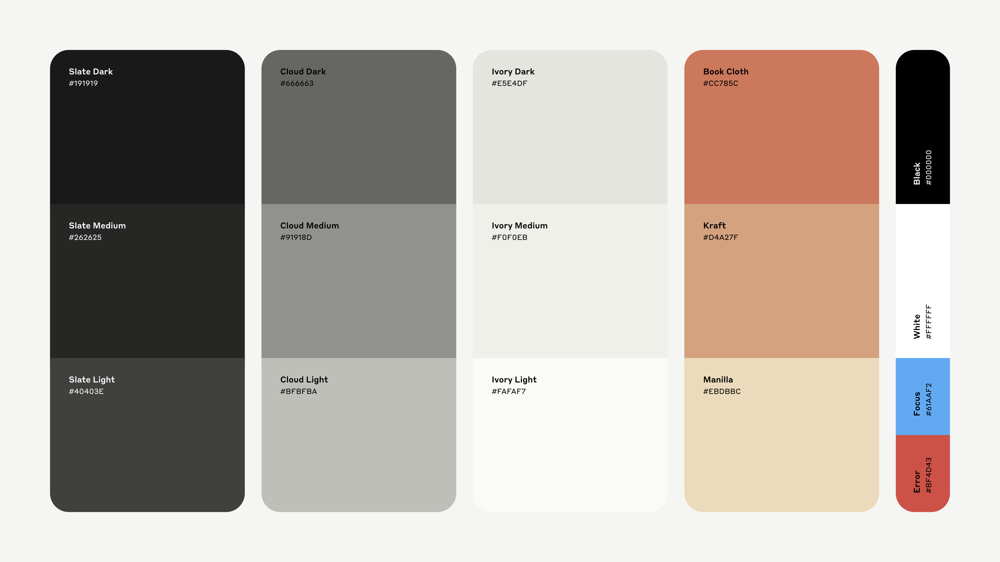 Slate Dark
#191919
Slate Medium
#262625
Slate Light
#40403E
Cloud Dark
#666663
Cloud Medium
#91918D
Cloud Light
#BFBFBA
Ivory Dark
#E5E4DF
Ivory Medium
#F0F0EB
Ivory Light
#FAFAF7
Book Cloth
#CC785C
Kraft
#D4A27F
Manilla
#EBDBBC
Black
#000000
White
#FFFFFF
Focus
#61AAF2
Error
#BF4D43